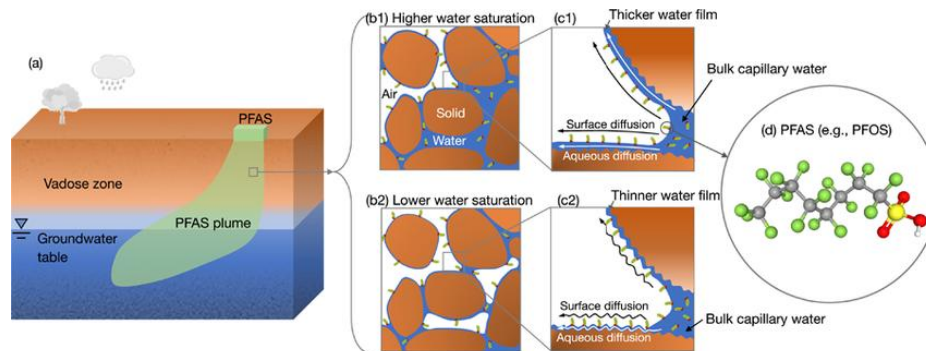 (a)
PFAS
Vadose zone
PFAS plume
Groundwater
table
(b1) Higher water saturation
Air
Solid
Water
(b2) Lower water saturation
(c1)
Thicker water film
Bulk capillary water
Surface diffusion
Aqueous diffusion
(c2)
Thinner water film
Surface diffusion
Aqueous diffusion
Bulk capillary water
(d) PFAS (e.g., PFOS)